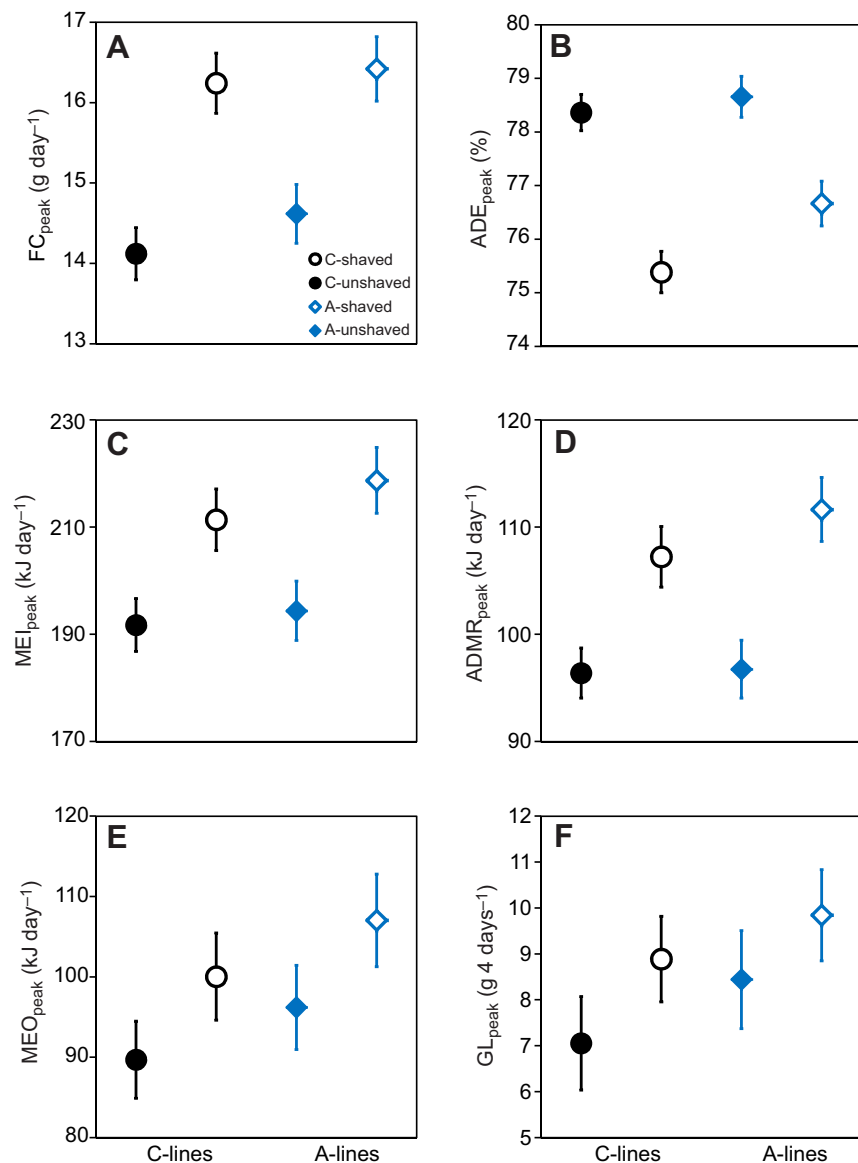 A
FCpeak (g day–1)
17
16
15
14
13
C-shaved
C-unshaved
A-shaved
A-unshaved
B
ADEpeak (%)
80
79
78
77
76
75
74
C
MEIpeak (kJ day–1)
230
210
190
170
D
ADMRpeak (kJ day–1)
120
110
100
90
E
MEOpeak (kJ day–1)
120
110
100
90
80
C-lines
A-lines
F
GLpeak (g 4 days–1)
12
11
10
9
8
7
6
5
C-lines
A-lines